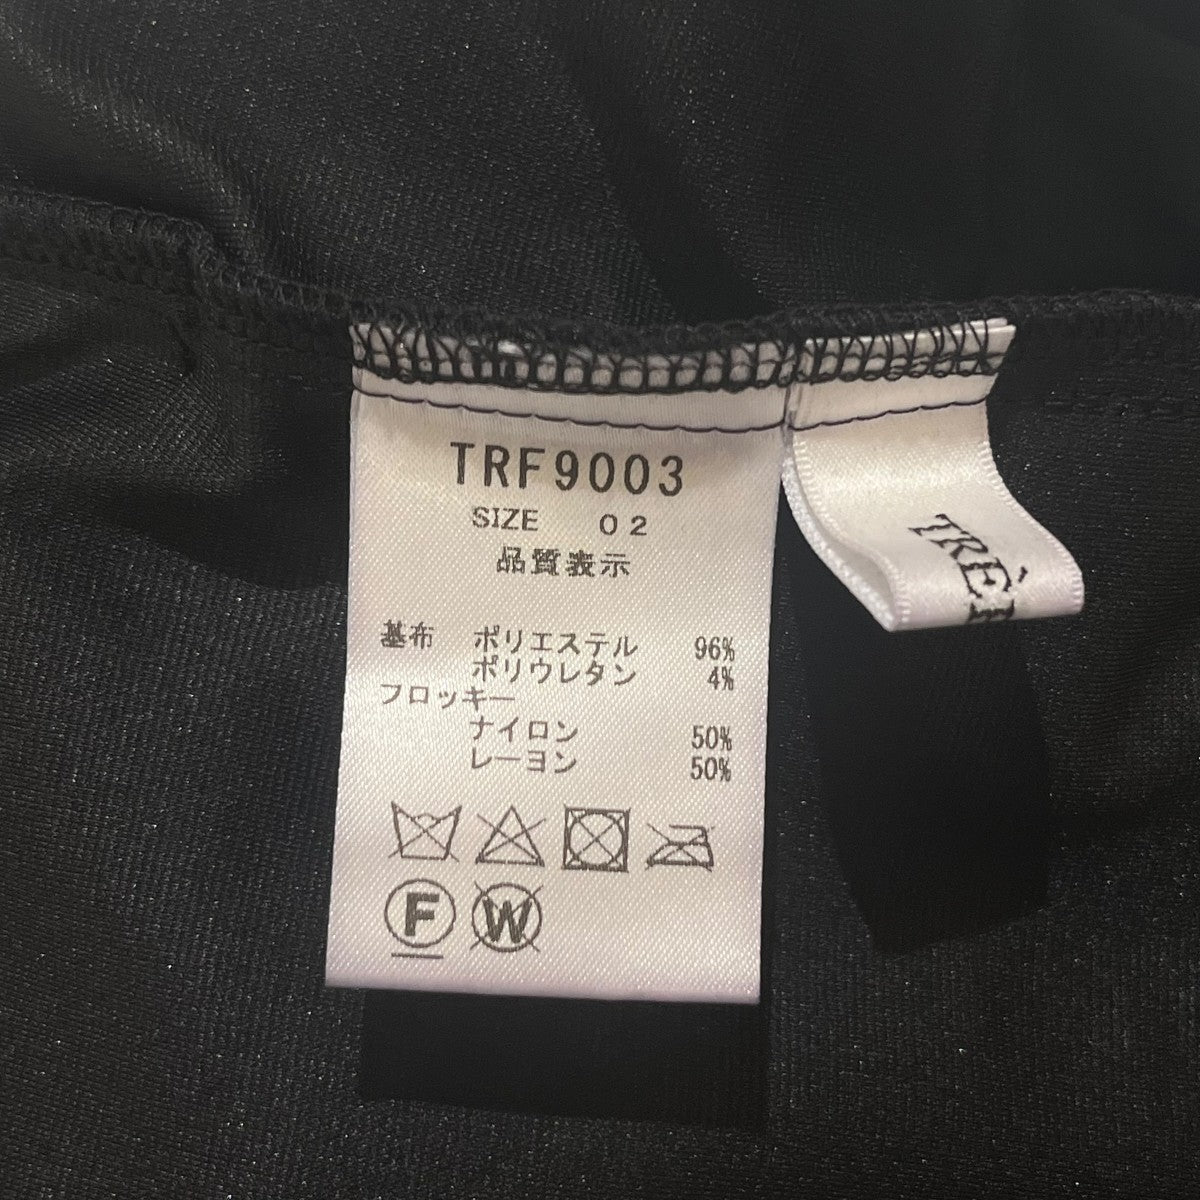 TRF9003
SIZE 02
品質表示
基布 ポリエステル 96%
ポリウレタン 4%
フロッキー
ナイロン 50%
レーヨン 50%
F W
TRÈ